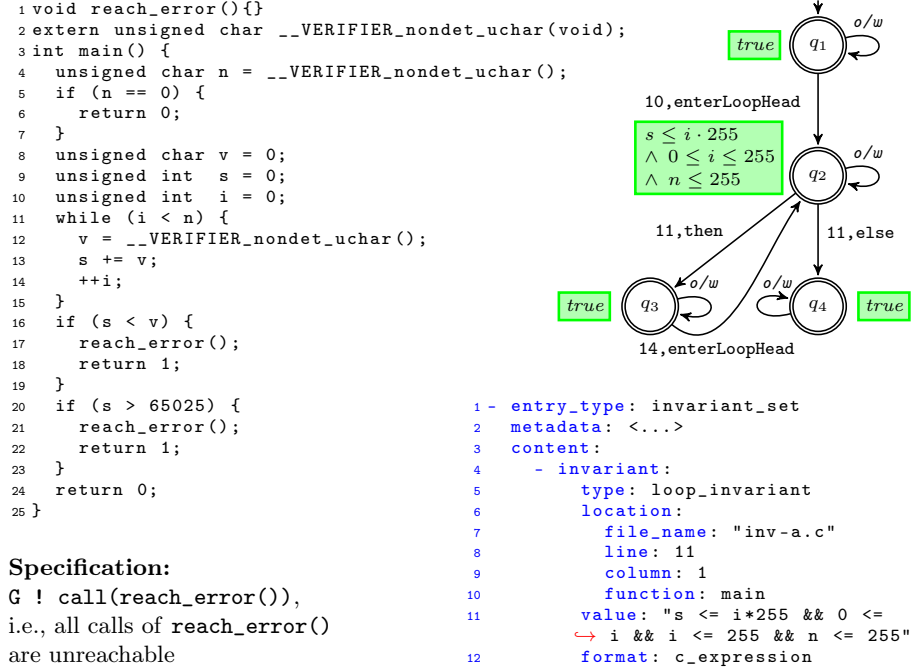 1 void reach_error(){}
2 extern unsigned char __VERIFIER_nondet_uchar(void);
3 int main() {
4   unsigned char n = __VERIFIER_nondet_uchar();
5   if (n == 0) {
6     return 0;
7   }
8   unsigned char v = 0;
9   unsigned int  s = 0;
10   unsigned int  i = 0;
11   while (i < n) {
12     v = __VERIFIER_nondet_uchar();
13     s += v;
14     ++i;
15   }
16   if (s < v) {
17     reach_error();
18     return 1;
19   }
20   if (s > 65025) {
21     reach_error();
22     return 1;
23   }
24   return 0;
25 }
Specification:
G ! call(reach_error()),
i.e., all calls of reach_error()
are unreachable
true
q1
o/w
10,enterLoopHead
s ≤ i · 255
∧ 0 ≤ i ≤ 255
∧ n ≤ 255
q2
o/w
11,then
11,else
true
q3
o/w
o/w
q4
true
14,enterLoopHead
1 - entry_type: invariant_set
2   metadata: <...>
3   content:
4     - invariant:
5         type: loop_invariant
6         location:
7           file_name: "inv-a.c"
8           line: 11
9           column: 1
10           function: main
11         value: "s <= i*255 && 0 <=
↪ i && i <= 255 && n <= 255"
12         format: c_expression